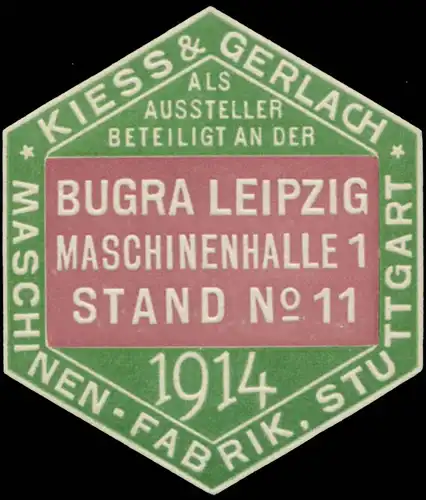 * KIESS & GERLACH *
ALS
AUSSTELLER
BETEILIGT AN DER
BUGRA LEIPZIG
MASCHINENHALLE 1
STAND No 11
1914
MASCHINEN-FABRIK, STUTTGART